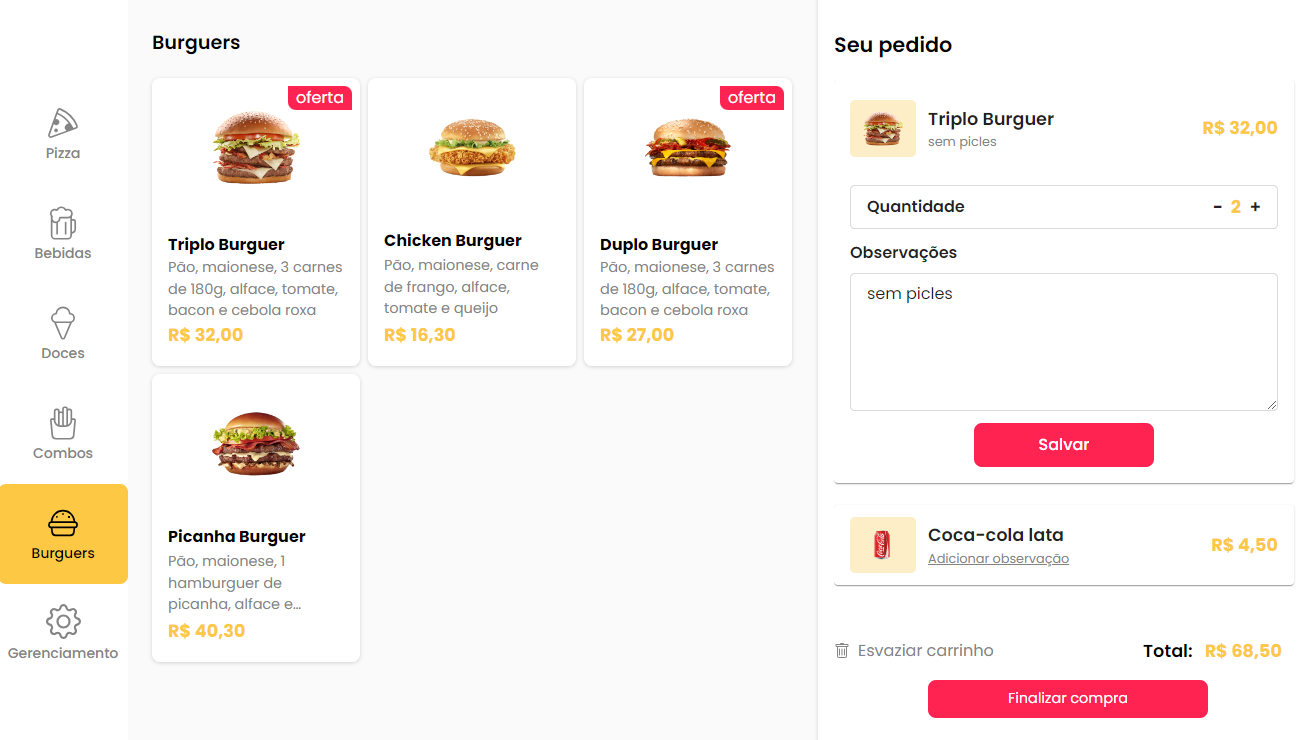 Pizza
Bebidas
Doces
Combos
Burguers
Gerenciamento
Burguers
oferta
Triplo Burguer
Pão, maionese, 3 carnes
de 180g, alface, tomate,
bacon e cebola roxa
R$ 32,00
Chicken Burguer
Pão, maionese, carne
de frango, alface,
tomate e queijo
R$ 16,30
oferta
Duplo Burguer
Pão, maionese, 3 carnes
de 180g, alface, tomate,
bacon e cebola roxa
R$ 27,00
Picanha Burguer
Pão, maionese, 1
hamburguer de
picanha, alface e...
R$ 40,30
Seu pedido
Triplo Burguer
sem picles
R$ 32,00
Quantidade - 2 +
Observações
sem picles
Salvar
Coca-Cola
Coca-cola lata
Adicionar observação
R$ 4,50
Esvaziar carrinho
Total: R$ 68,50
Finalizar compra